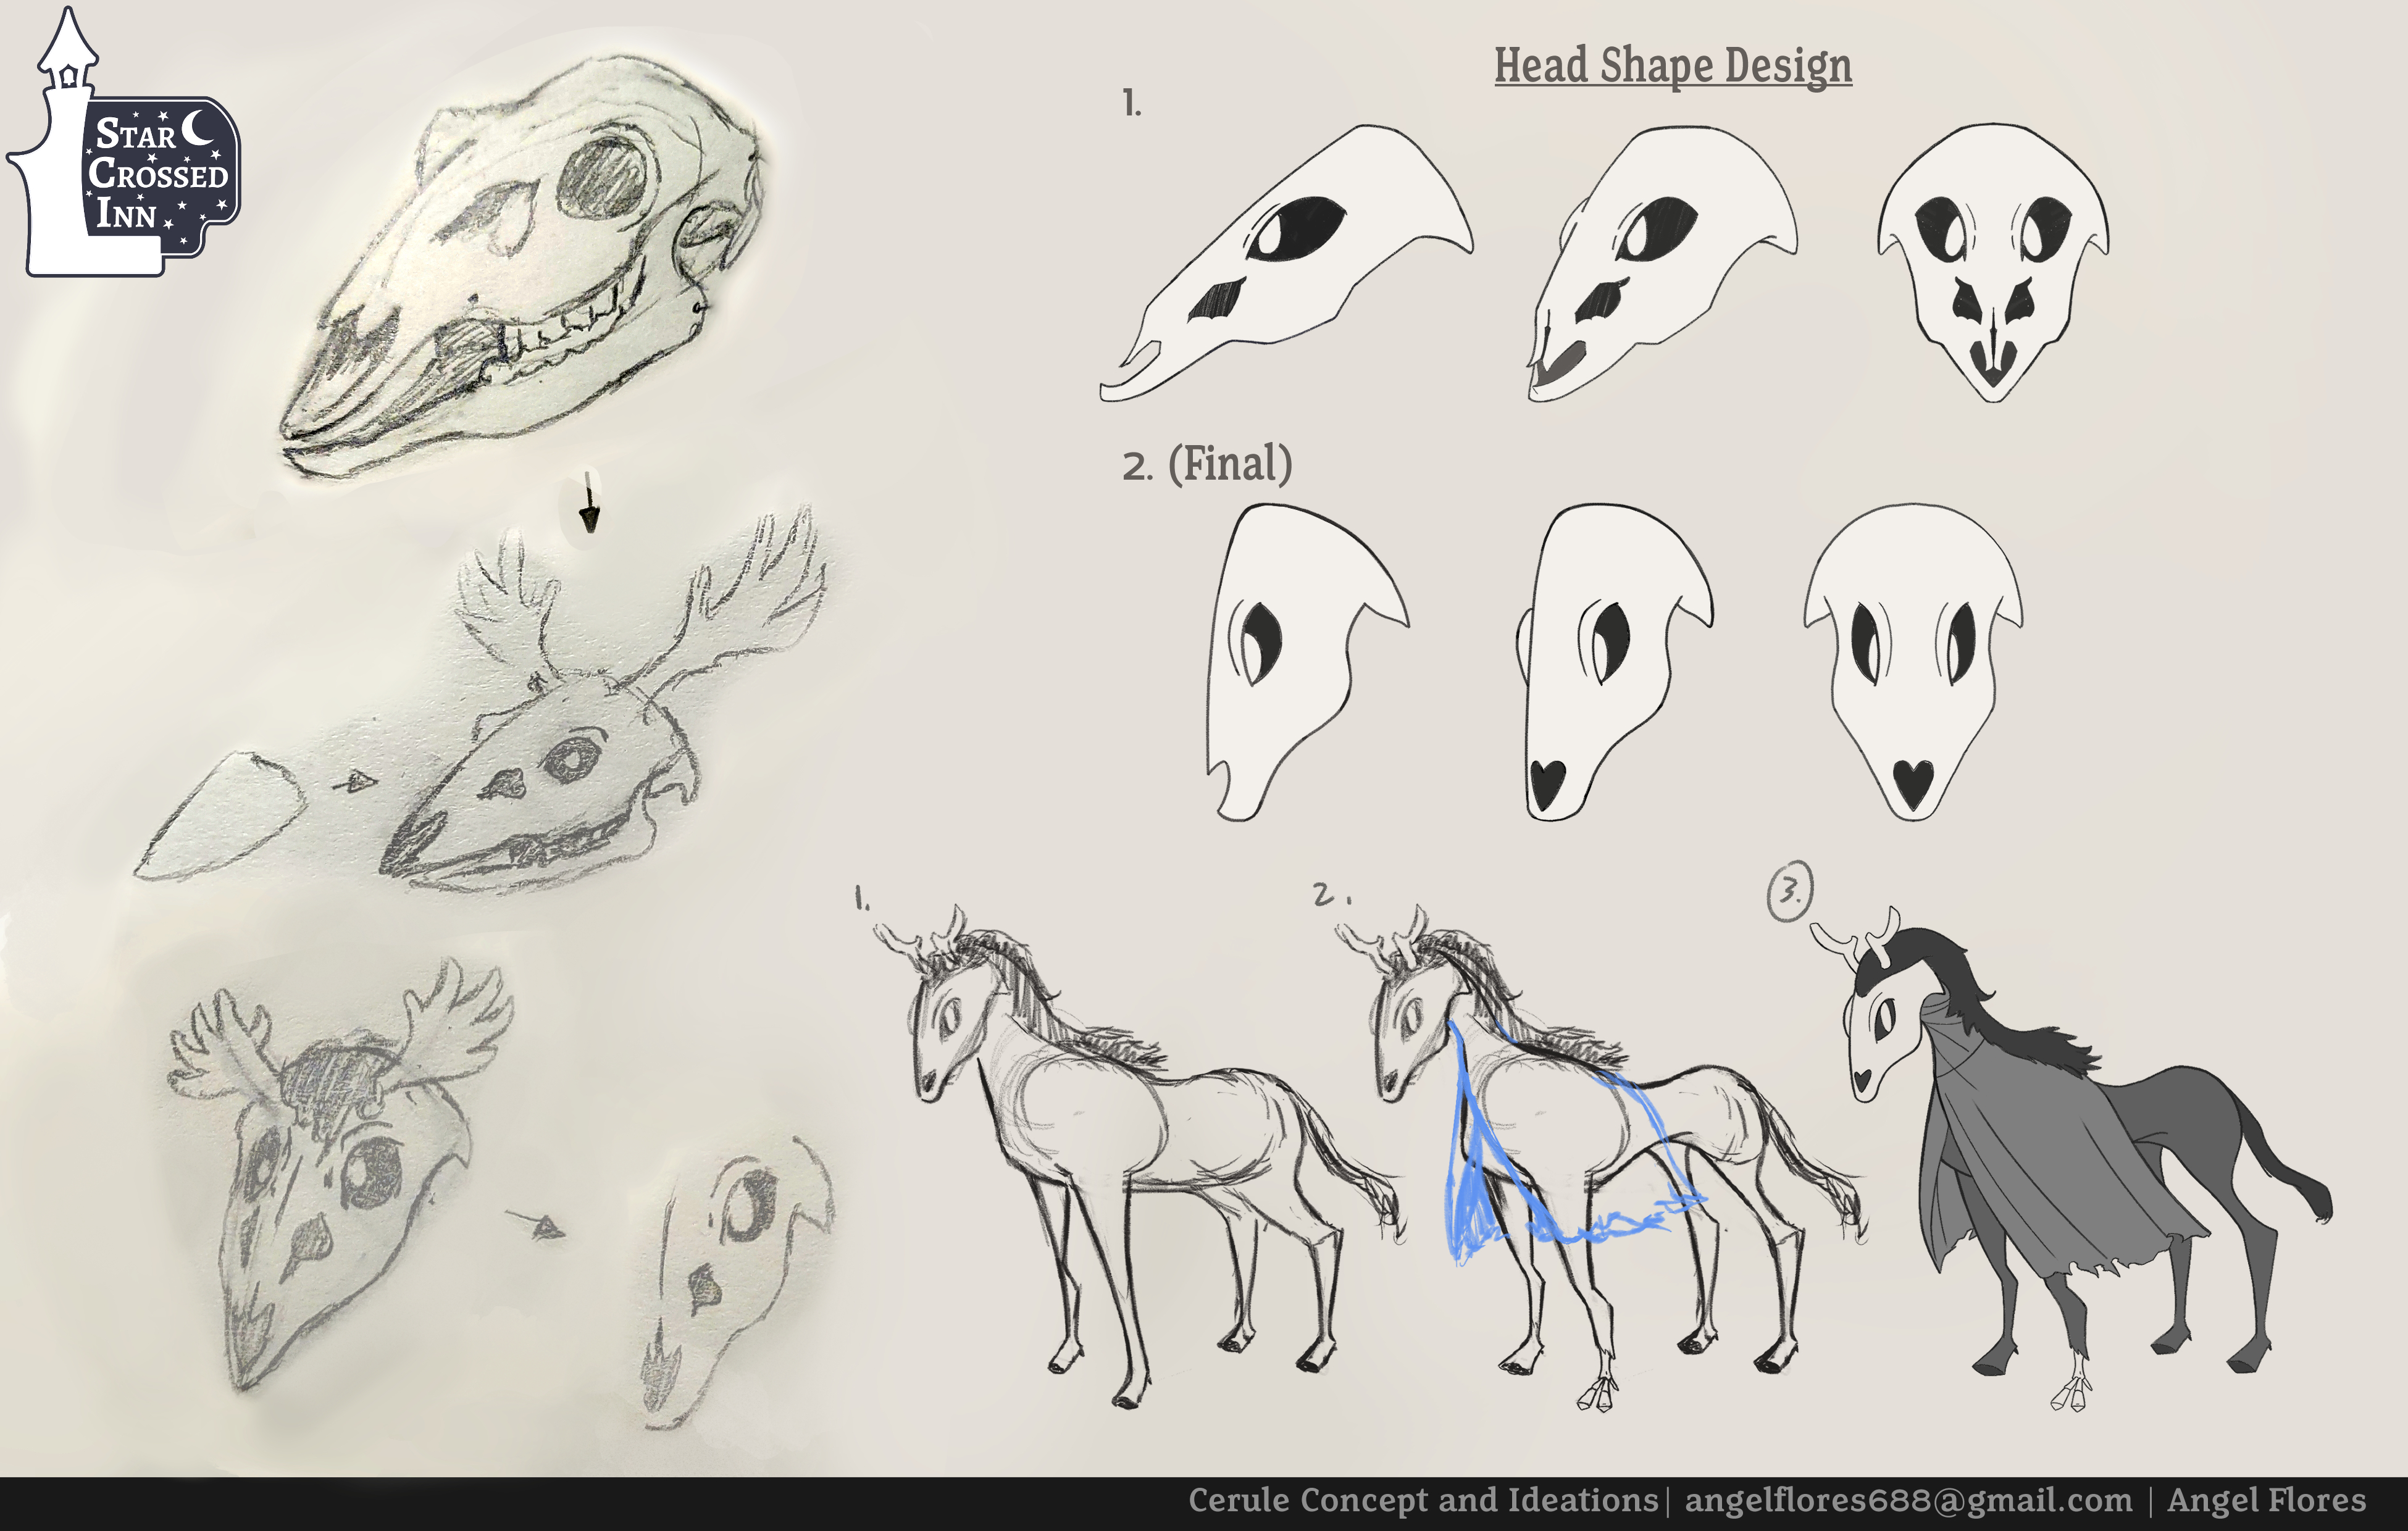 STAR
CROSSED
INN
Head Shape Design
1.
2. (Final)
1.
2.
3.
Cerule Concept and Ideations| angelflores688@gmail.com | Angel Flores